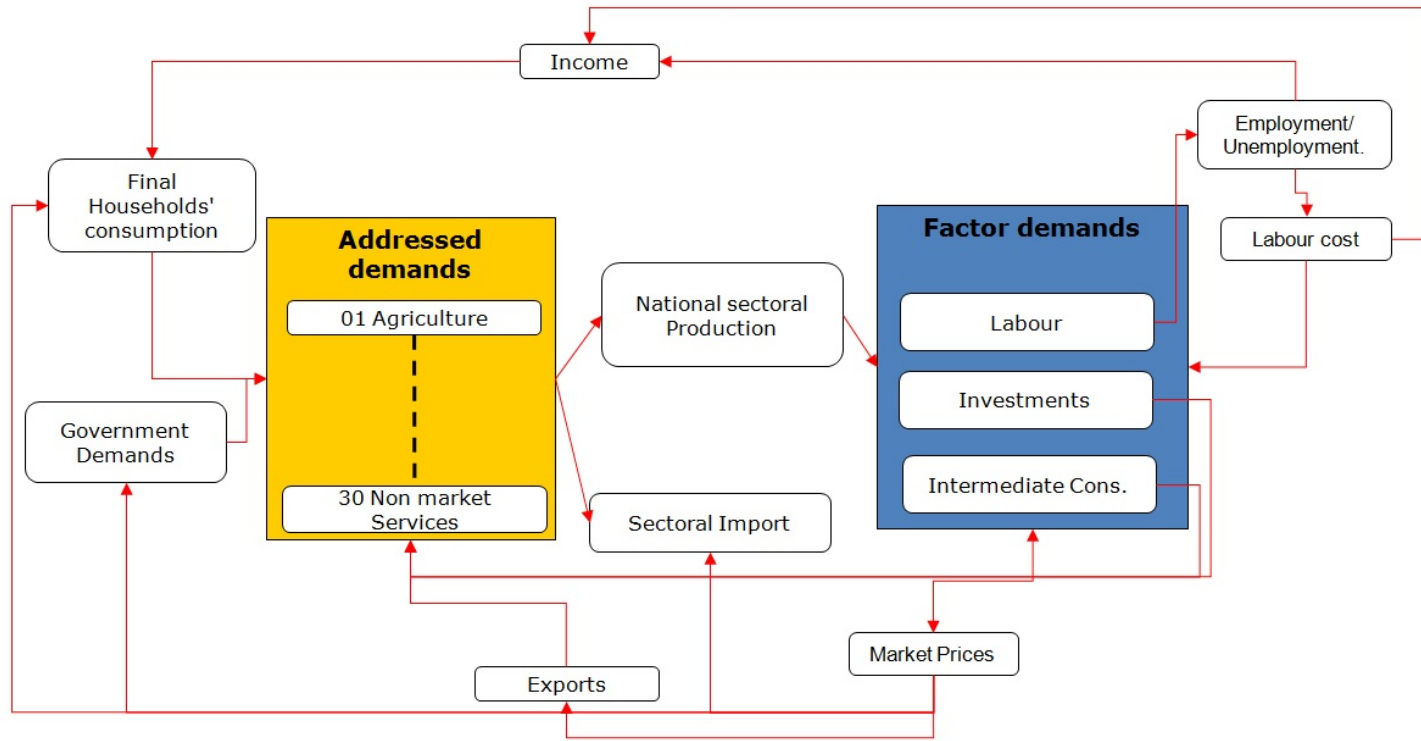 Income
Employment/
Unemployment.
Final
Households'
consumption
Addressed
demands
Factor demands
Labour cost
01 Agriculture
National sectoral
Production
Labour
Investments
Government
Demands
Intermediate Cons.
30 Non market
Services
Sectoral Import
Market Prices
Exports